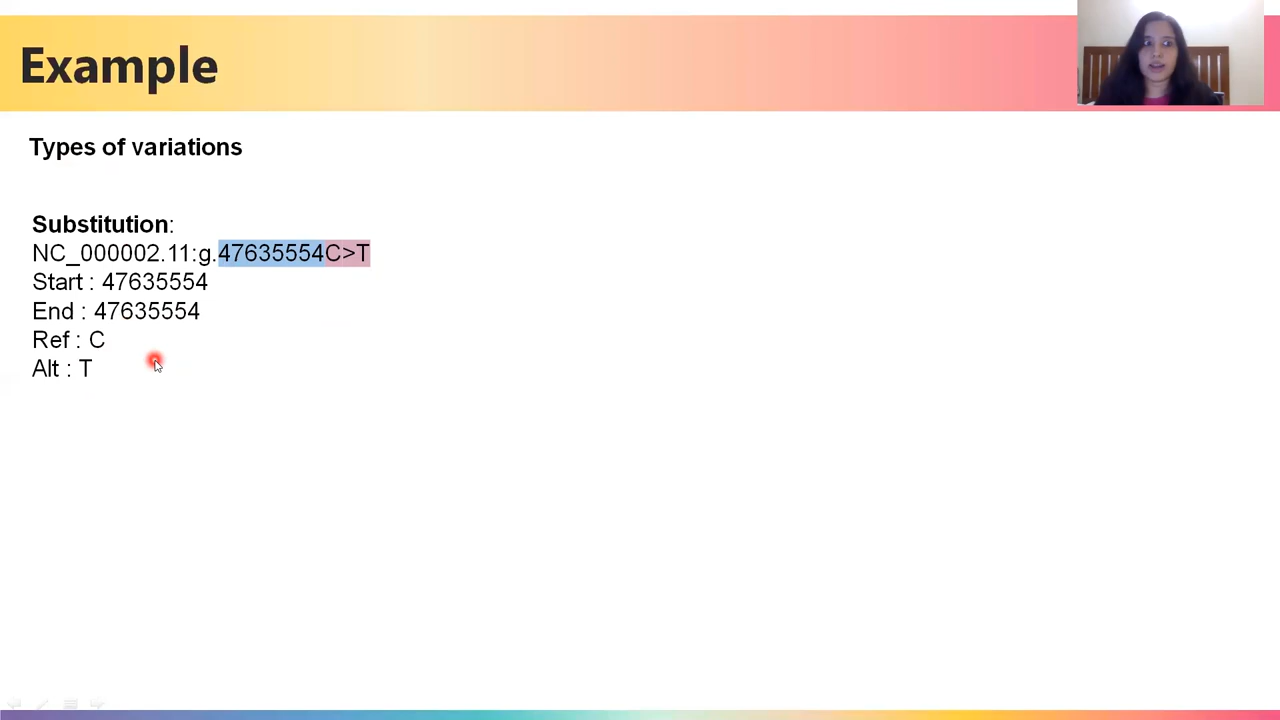 Example
Types of variations
Substitution:
NC_000002.11:g.47635554C>T
Start : 47635554
End : 47635554
Ref : C
Alt : T